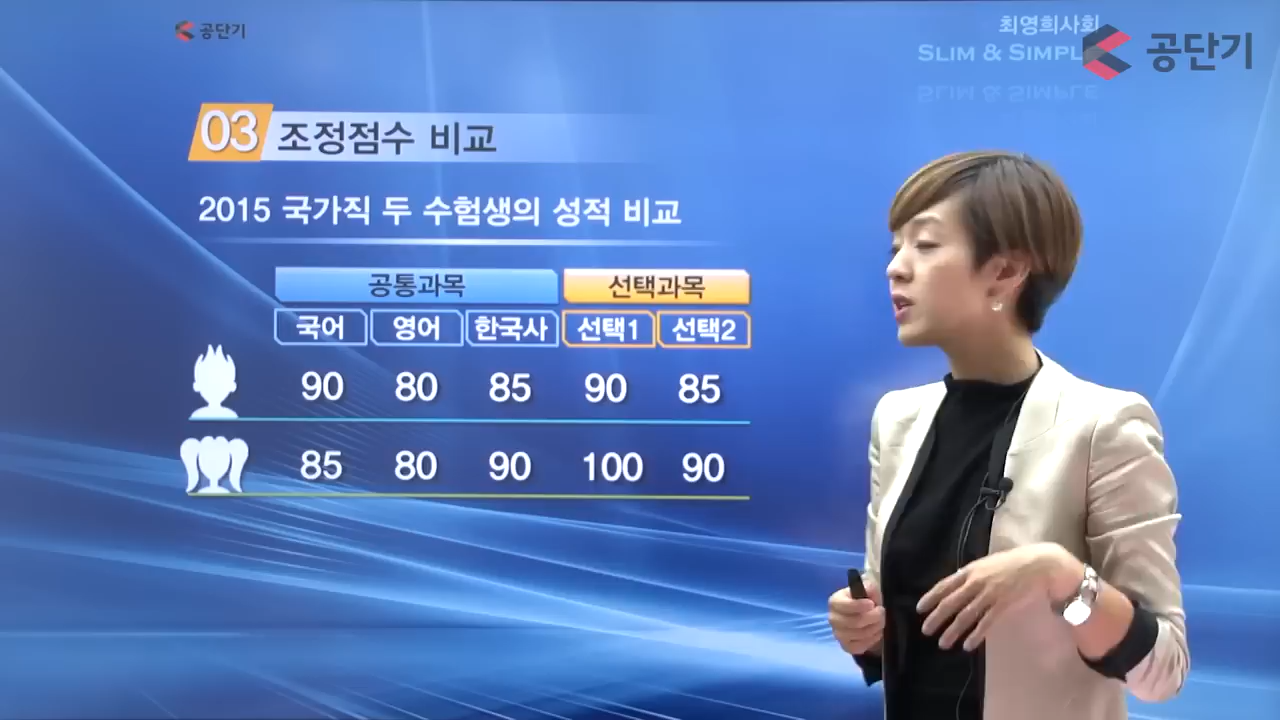 공단기
최영희사회
SLIM & SIMPL
공단기
03 조정점수 비교
2015 국가직 두 수험생의 성적 비교
공통과목 선택과목
국어 영어 한국사 선택1 선택2
90 80 85 90 85
85 80 90 100 90